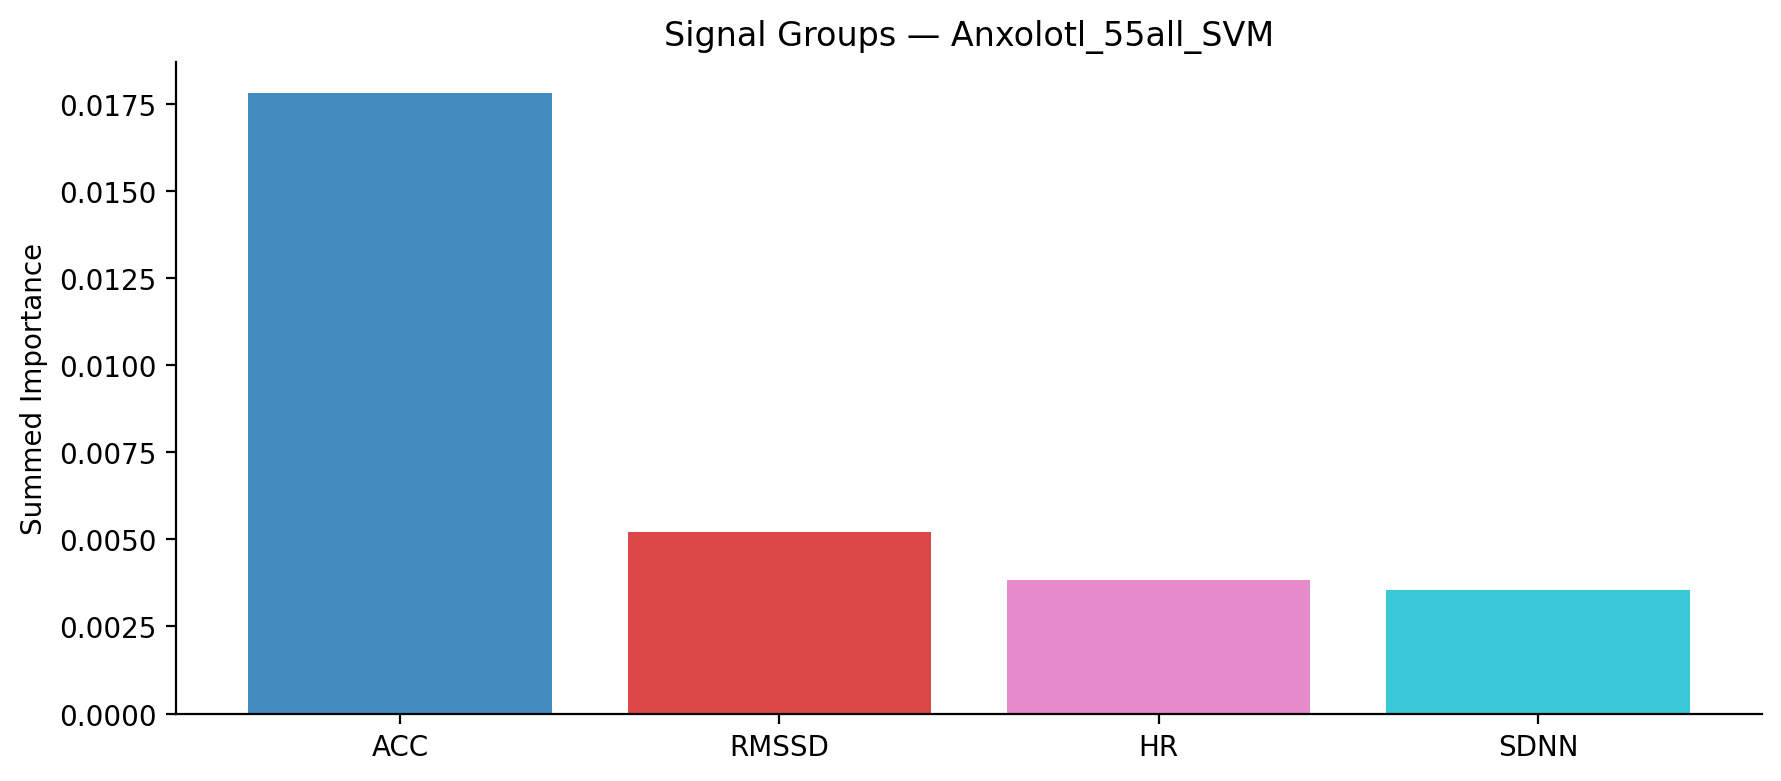 Signal Groups — Anxolotl_55all_SVM
Summed Importance
0.0175
0.0150
0.0125
0.0100
0.0075
0.0050
0.0025
0.0000
ACC
RMSSD
HR
SDNN